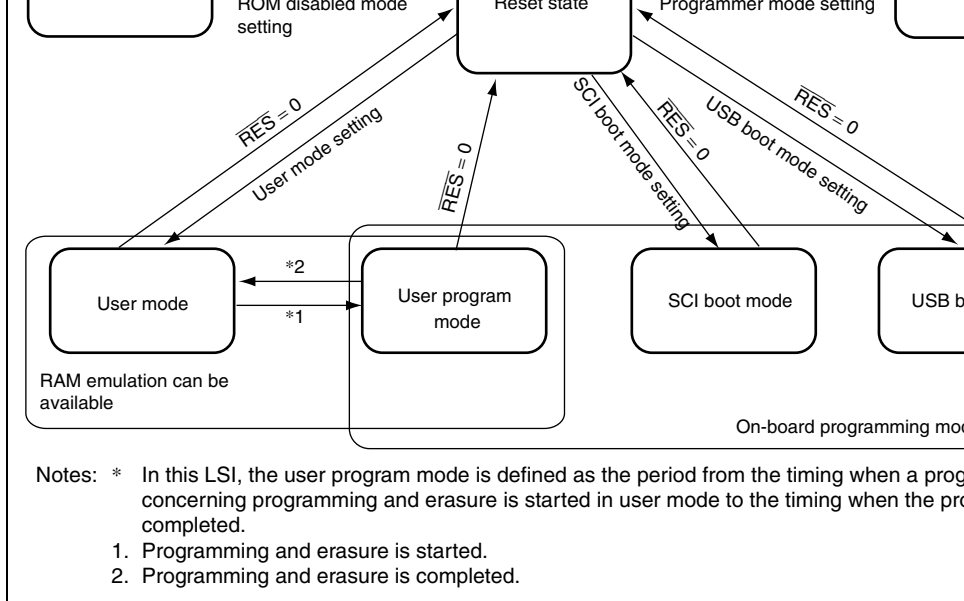 ROM disabled mode
setting
Reset state
Programmer mode setting
RES = 0
User mode setting
RES = 0
SCI boot mode setting
RES = 0
USB boot mode setting
RES = 0
*2
*1
User mode
User program
mode
SCI boot mode
USB b
RAM emulation can be
available
On-board programming mod
Notes: * In this LSI, the user program mode is defined as the period from the timing when a prog
concerning programming and erasure is started in user mode to the timing when the pro
completed.
1. Programming and erasure is started.
2. Programming and erasure is completed.